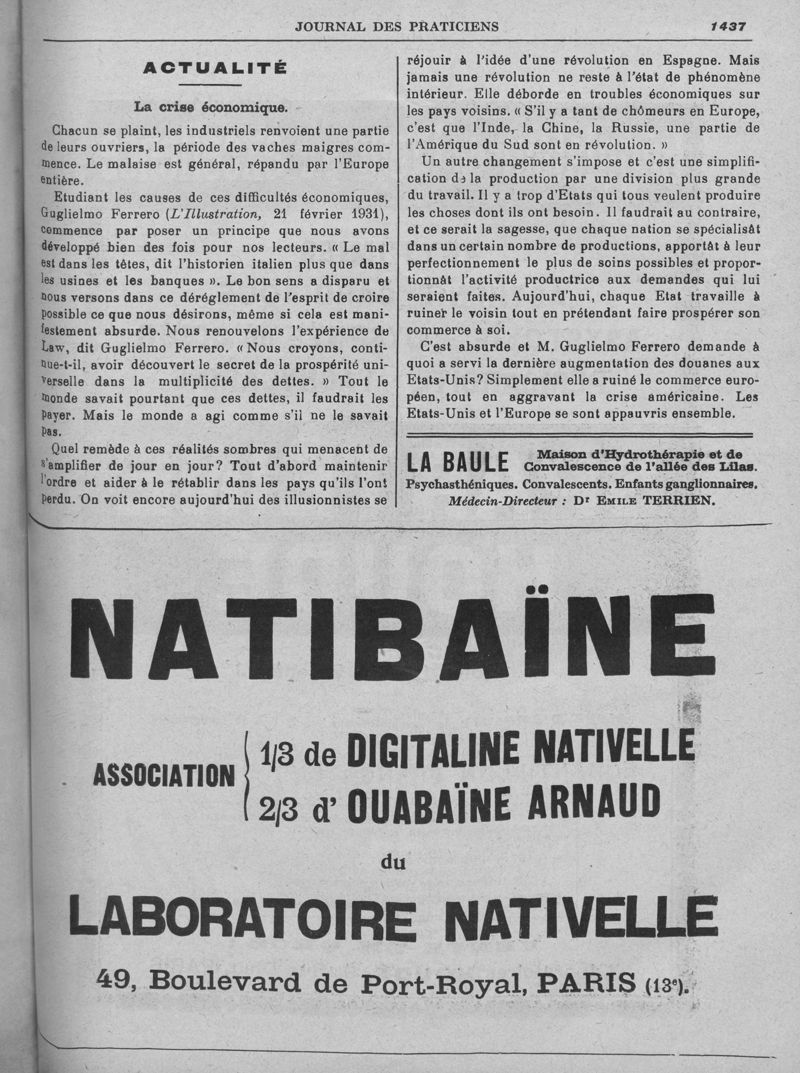 JOURNAL DES PRATICIENS 1437
ACTUALITÉ
La crise économique.
Chacun se plaint, les industriels renvoient une partie
de leurs ouvriers, la période des vaches maigres com-
mence. Le malaise est général, répandu par l'Europe
entière.
Etudiant les causes de ces difficultés économiques,
Guglielmo Ferrero (L'Illustration, 21 février 1931),
commence par poser un principe que nous avons
développé bien des fois pour nos lecteurs. « Le mal
est dans les têtes, dit l'historien italien plus que dans
les usines et les banques ». Le bon sens a disparu et
nous versons dans ce déréglement de l'esprit de croire
possible ce que nous désirons, même si cela est mani-
festement absurde. Nous renouvelons l'expérience de
Law, dit Guglielmo Ferrero. « Nous croyons, conti-
nue-t-il, avoir découvert le secret de la prospérité uni-
verselle dans la multiplicité des dettes. » Tout le
monde savait pourtant que ces dettes, il faudrait les
payer. Mais le monde a agi comme s'il ne le savait
pas.
Quel remède à ces réalités sombres qui menacent de
s'amplifier de jour en jour? Tout d'abord maintenir
l'ordre et aider à le rétablir dans les pays qu'ils l'ont
perdu. On voit encore aujourd'hui des illusionnistes se
réjouir à l'idée d'une révolution en Espagne. Mais
jamais une révolution ne reste à l'état de phénomène
intérieur. Elle déborde en troubles économiques sur
les pays voisins. « S'il y a tant de chômeurs en Europe,
c'est que l'Inde, la Chine, la Russie, une partie de
l'Amérique du Sud sont en révolution. »
Un autre changement s'impose et c'est une simplifi-
cation de la production par une division plus grande
du travail. Il y a trop d'Etats qui tous veulent produire
les choses dont ils ont besoin. Il faudrait au contraire,
et ce serait la sagesse, que chaque nation se spécialisât
dans un certain nombre de productions, apportât à leur
perfectionnement le plus de soins possibles et propor-
tionnât l'activité productrice aux demandes qui lui
seraient faites. Aujourd'hui, chaque Etat travaille à
ruiner le voisin tout en prétendant faire prospérer son
commerce à soi.
C'est absurde et M. Guglielmo Ferrero demande à
quoi a servi la dernière augmentation des douanes aux
Etats-Unis? Simplement elle a ruiné le commerce euro-
péen, tout en aggravant la crise américaine. Les
Etats-Unis et l'Europe se sont appauvris ensemble.
LA BAULE Maison d'Hydrothérapie et de
Convalescence de l'allée des Lilas.
Psychasthéniques. Convalescents. Enfants ganglionnaires.
Médecin-Directeur : Dr EMILE TERRIEN.
NATIBAÏNE
ASSOCIATION
1/3 de DIGITALINE NATIVELLE
2/3 d' OUABAÏNE ARNAUD
du
LABORATOIRE NATIVELLE
49, Boulevard de Port-Royal, PARIS (13e).